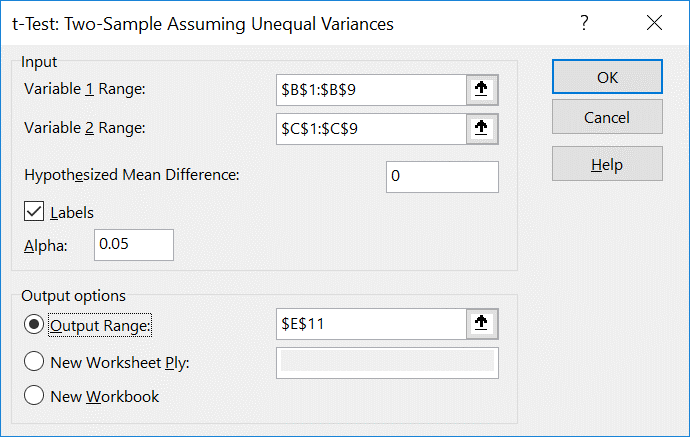 t-Test: Two-Sample Assuming Unequal Variances
?
Input
Variable 1 Range: $B$1:$B$9
Variable 2 Range: $C$1:$C$9
Hypothesized Mean Difference: 0
Labels
Alpha: 0.05
OK
Cancel
Help
Output options
Output Range: $E$11
New Worksheet Ply:
New Workbook